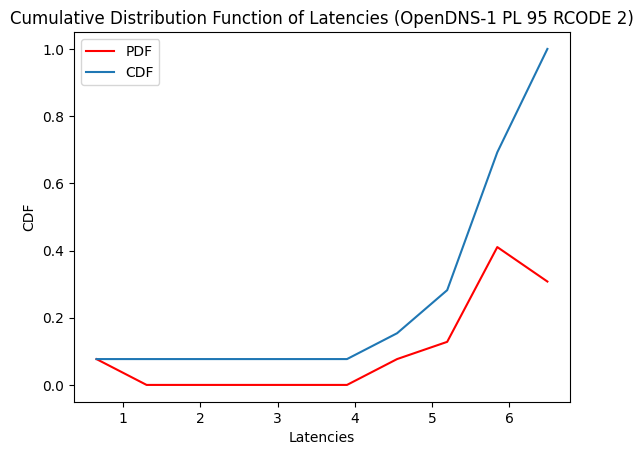 Cumulative Distribution Function of Latencies (OpenDNS-1 PL 95 RCODE 2)
PDF
CDF
1.0
0.8
0.6
0.4
0.2
0.0
CDF
1 2 3 4 5 6
Latencies